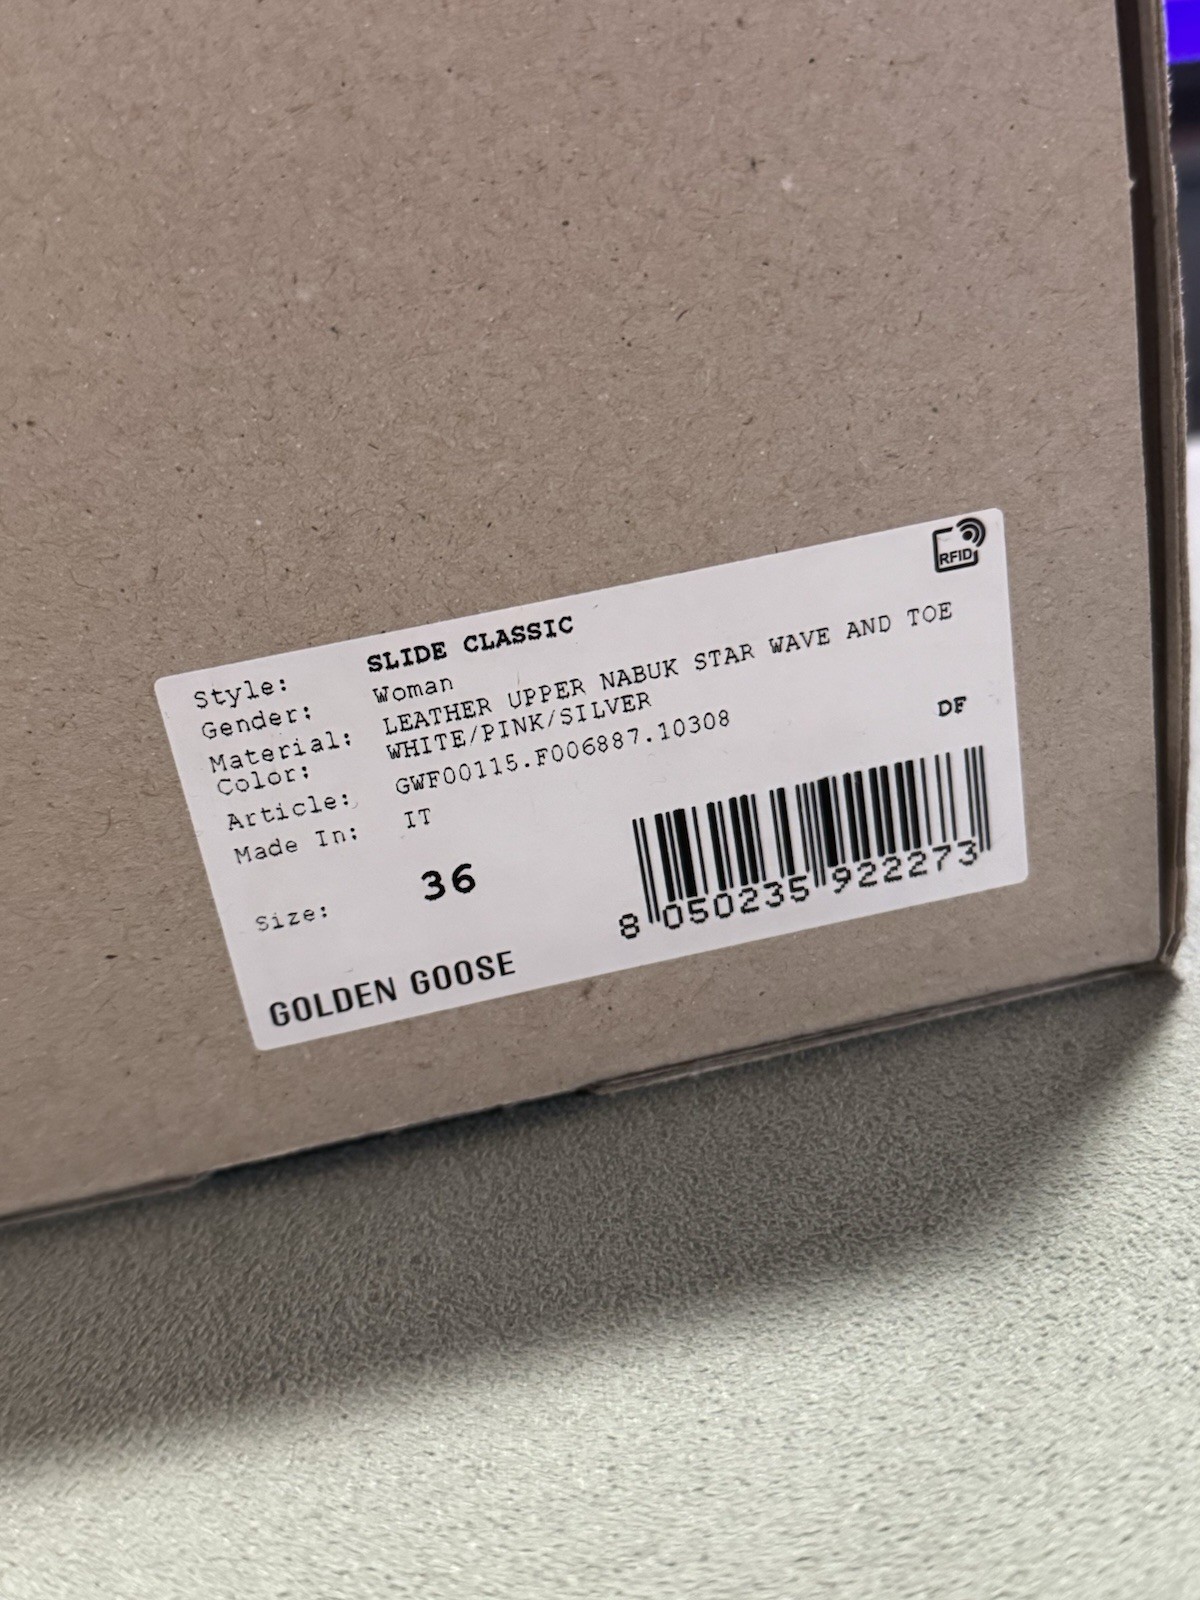 RFID
Style: SLIDE CLASSIC
Gender: Woman
Material: LEATHER UPPER NABUK STAR WAVE AND TOE
Color: WHITE/PINK/SILVER
Article: GWF00115.F006887.10308 DF
Made In: IT
Size: 36
8 050235 922273
GOLDEN GOOSE